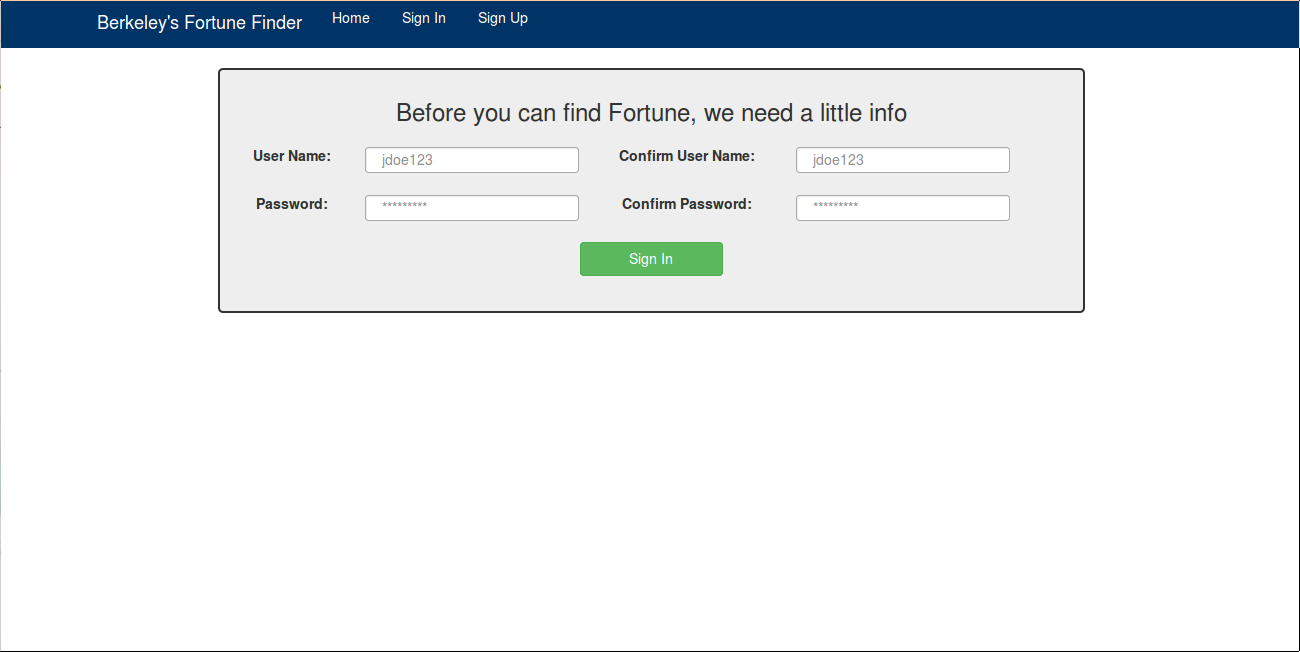 Berkeley's Fortune Finder Home Sign In Sign Up
Before you can find Fortune, we need a little info
User Name: jdoe123 Confirm User Name: jdoe123
Password: ********* Confirm Password: *********
Sign In